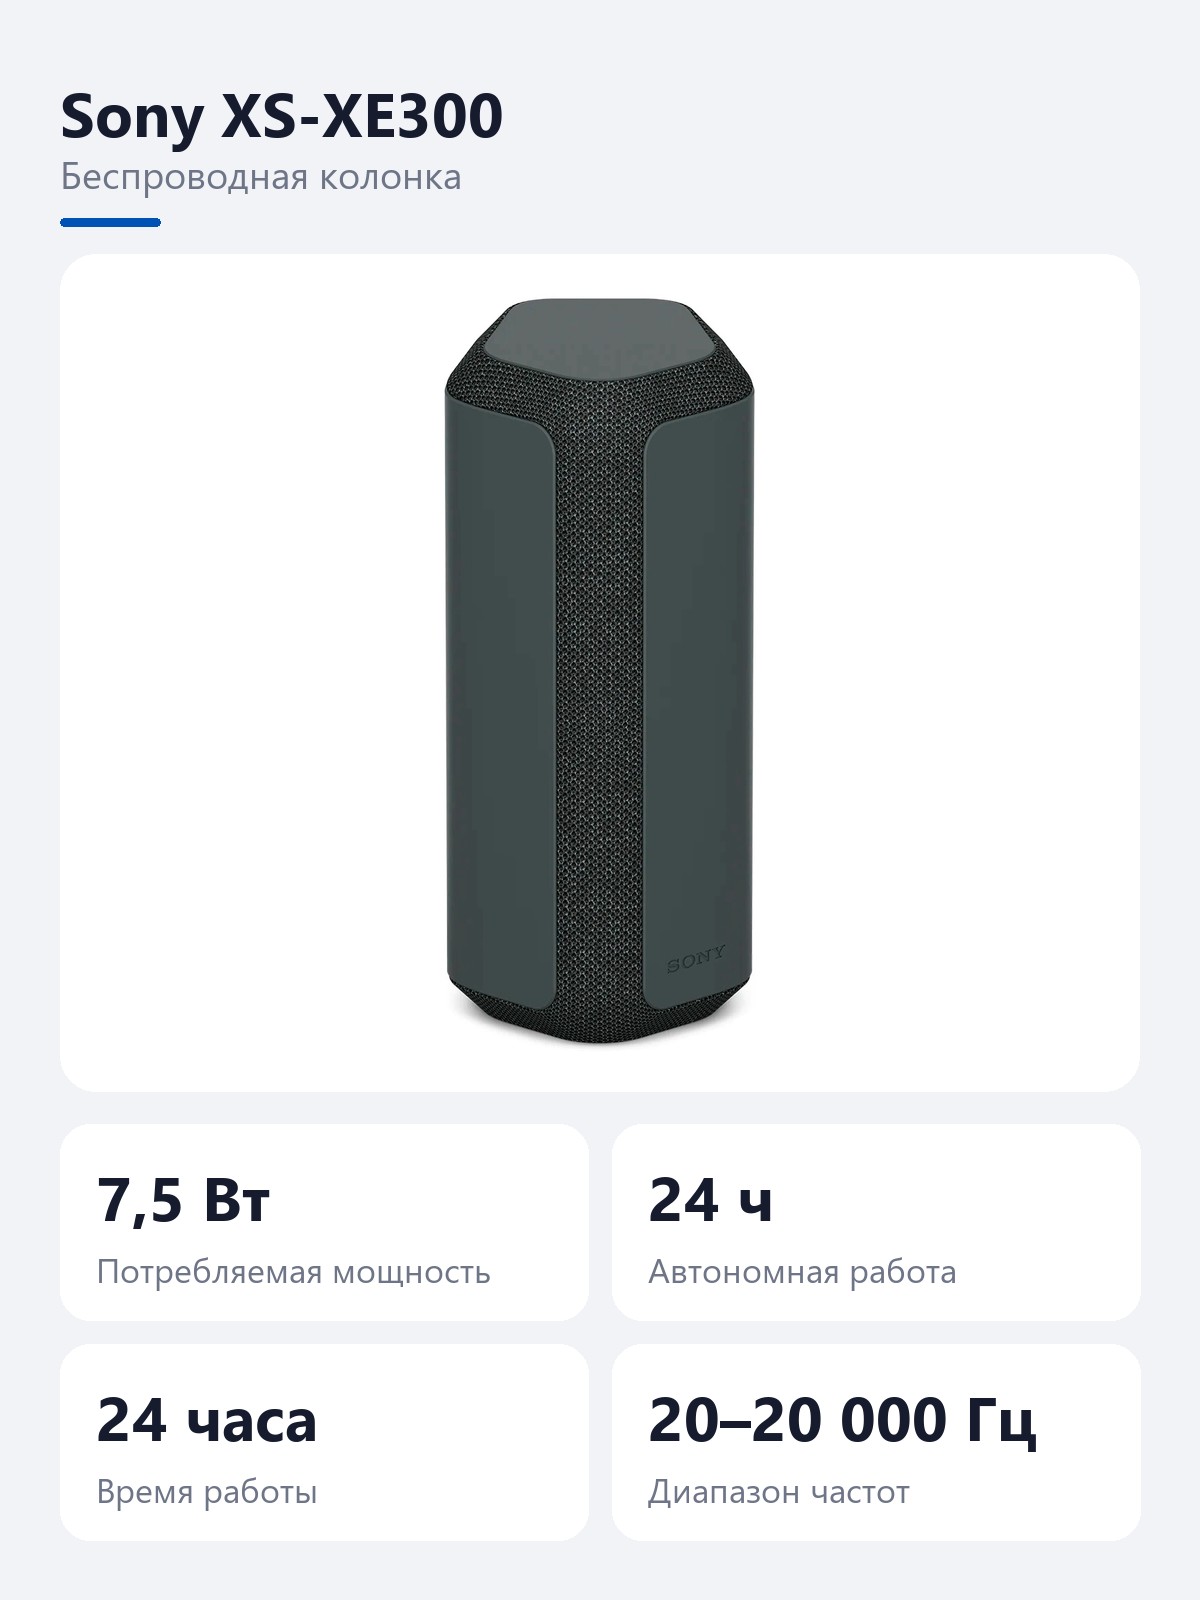 Sony XS-XE300
Беспроводная колонка
SONY
7,5 Вт
Потребляемая мощность
24 ч
Автономная работа
24 часа
Время работы
20–20 000 Гц
Диапазон частот